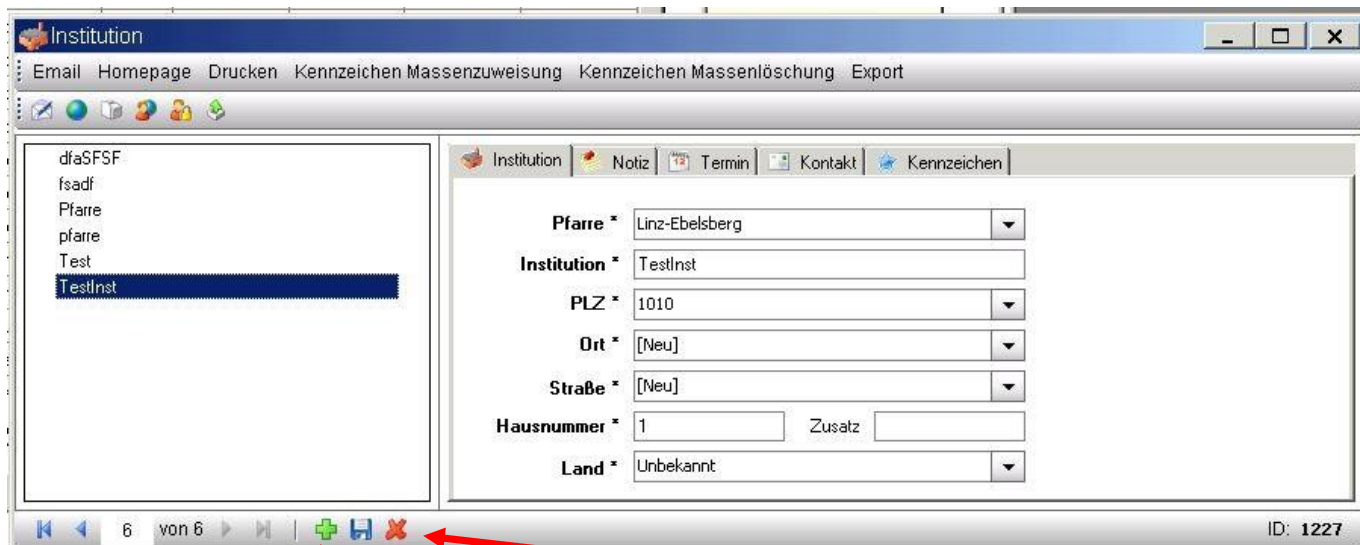 Institution
Email Homepage Drucken Kennzeichen Massenzuweisung Kennzeichen Massenlöschung Export
dfaSFSF
fsadf
Pfarre
pfarre
Test
TestInst
Institution Notiz 12 Termin Kontakt Kennzeichen
Pfarre * Linz-Ebelsberg
Institution * TestInst
PLZ * 1010
Ort * [Neu]
Straße * [Neu]
Hausnummer * 1 Zusatz
Land * Unbekannt
6 von 6 ID: 1227